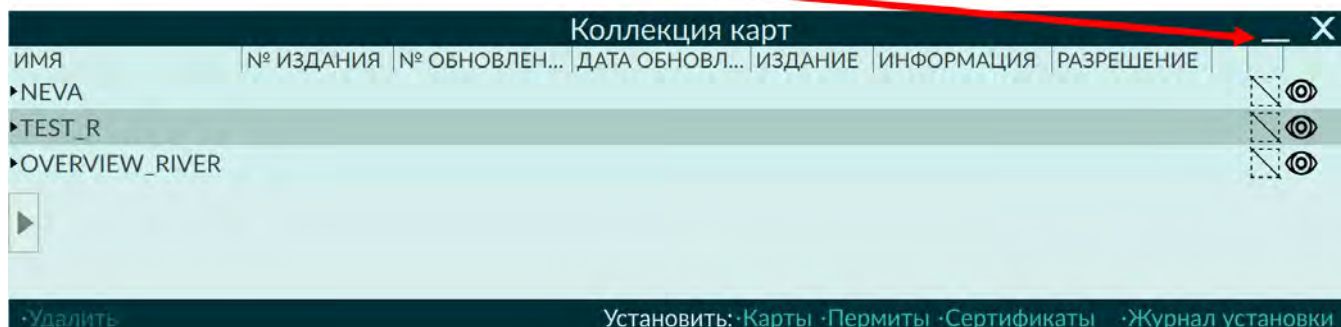 Коллекция карт
ИМЯ № ИЗДАНИЯ № ОБНОВЛЕН... ДАТА ОБНОВЛ... ИЗДАНИЕ ИНФОРМАЦИЯ РАЗРЕШЕНИЕ
NEVA
TEST_R
OVERVIEW_RIVER
·Удалить Установить: ·Карты ·Пермиты ·Сертификаты ·Журнал установки